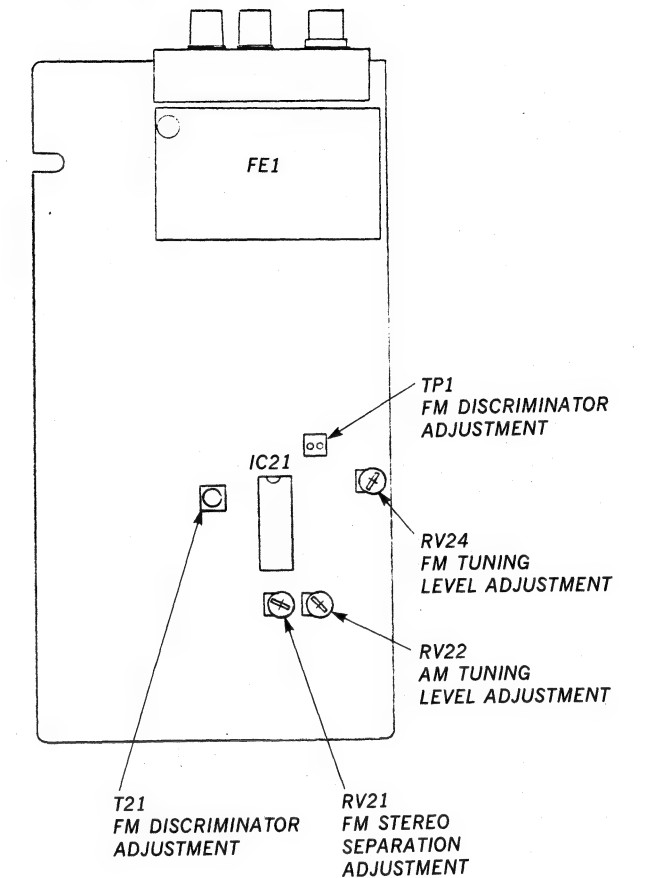 FE1
TP1
FM DISCRIMINATOR
ADJUSTMENT
IC21
RV24
FM TUNING
LEVEL ADJUSTMENT
RV22
AM TUNING
LEVEL ADJUSTMENT
T21
FM DISCRIMINATOR
ADJUSTMENT
RV21
FM STEREO
SEPARATION
ADJUSTMENT